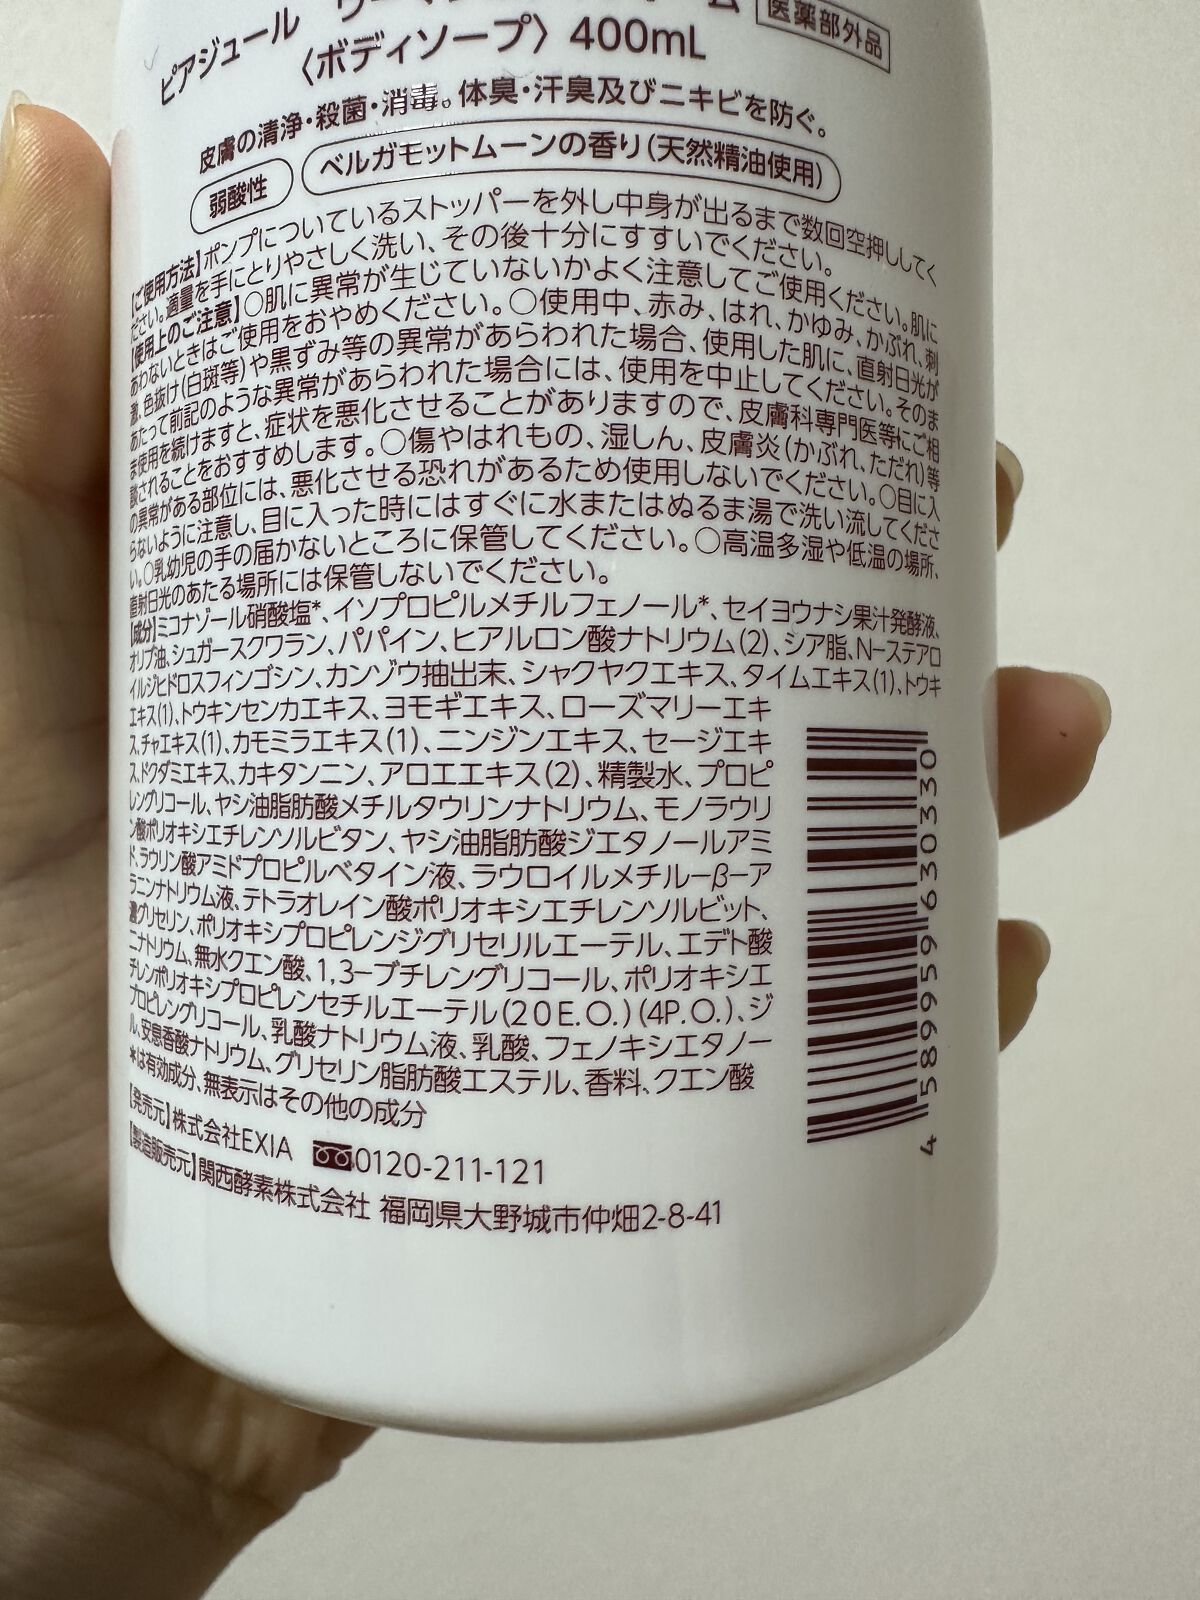 ピアジュール
医薬部外品
〈ボディソープ〉 400mL
皮膚の清浄・殺菌・消毒。体臭・汗臭及びニキビを防ぐ。
弱酸性 ベルガモットムーンの香り(天然精油使用)
【ご使用方法】ポンプについているストッパーを外し中身が出るまで数回空押ししてく
ださい。適量を手にとりやさしく洗い、その後十分にすすいでください。
【使用上のご注意】○肌に異常が生じていないかよく注意してご使用ください。肌に
あわないときはご使用をおやめください。○使用中、赤み、はれ、かゆみ、かぶれ、刺
激、色抜け(白斑等)や黒ずみ等の異常があらわれた場合、使用した肌に、直射日光が
あたって前記のような異常があらわれた場合には、使用を中止してください。そのまま
ま使用を続けますと、症状を悪化させることがありますので、皮膚科専門医等にご相
談されることをおすすめします。○傷やはれもの、湿しん、皮膚炎(かぶれ、ただれ)等
の異常がある部位には、悪化させる恐れがあるため使用しないでください。○目に入
らないように注意し、目に入った時にはすぐに水またはぬるま湯で洗い流してくださ
い。○乳幼児の手の届かないところに保管してください。○高温多湿や低温の場所、
直射日光のあたる場所には保管しないでください。
【成分】ミコナゾール硝酸塩*、イソプロピルメチルフェノール*、セイヨウナシ果汁発酵液、
オリブ油、シュガースクワラン、パパイン、ヒアルロン酸ナトリウム(2)、シア脂、N-ステアロ
イルジヒドロスフィンゴシン、カンゾウ抽出末、シャクヤクエキス、タイムエキス(1)、トウキ
エキス(1)、トウキンセンカエキス、ヨモギエキス、ローズマリーエキ
ス、チャエキス(1)、カモミラエキス(1)、ニンジンエキス、セージエキ
ス、ドクダミエキス、カキタンニン、アロエエキス(2)、精製水、プロピ
レングリコール、ヤシ油脂肪酸メチルタウリンナトリウム、モノラウリ
ン酸ポリオキシエチレンソルビタン、ヤシ油脂肪酸ジエタノールアミ
ド、ラウリン酸アミドプロピルベタイン液、ラウロイルメチル-β-ア
ラニンナトリウム液、テトラオレイン酸ポリオキシエチレンソルビット、
濃グリセリン、ポリオキシプロピレンジグリセリルエーテル、エデト酸
二ナトリウム、無水クエン酸、1,3-ブチレングリコール、ポリオキシエ
チレンポリオキシプロピレンセチルエーテル(20E.O.)(4P.O.)、ジ
プロピレングリコール、乳酸ナトリウム液、乳酸、フェノキシエタノー
ル、安息香酸ナトリウム、グリセリン脂肪酸エステル、香料、クエン酸
*は有効成分、無表示はその他の成分
【発売元】株式会社EXIA 0120-211-121
【製造販売元】関西酵素株式会社 福岡県大野城市仲畑2-8-41
4 589959 630330